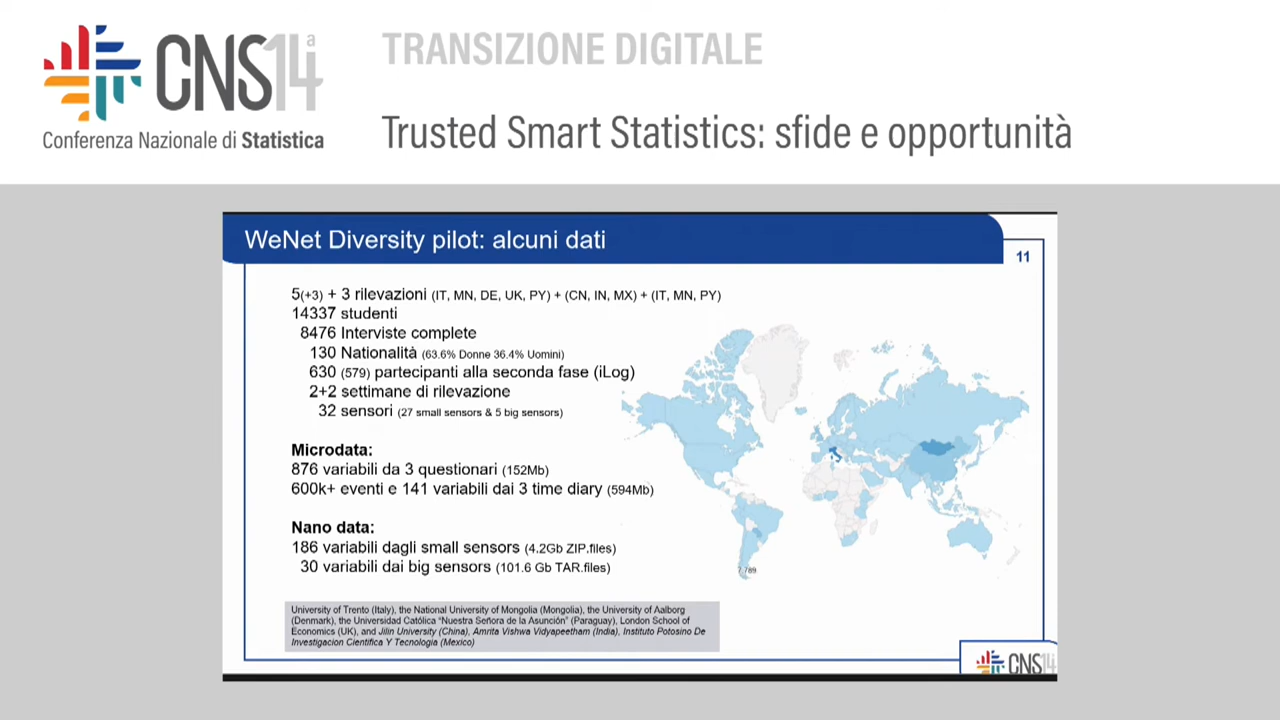 CNS14ª
Conferenza Nazionale di Statistica
TRANSIZIONE DIGITALE
Trusted Smart Statistics: sfide e opportunità
WeNet Diversity pilot: alcuni dati
11
5(+3) + 3 rilevazioni (IT, MN, DE, UK, PY) + (CN, IN, MX) + (IT, MN, PY)
14337 studenti
8476 Interviste complete
130 Nationalità (63.6% Donne 36.4% Uomini)
630 (579) partecipanti alla seconda fase (iLog)
2+2 settimane di rilevazione
32 sensori (27 small sensors & 5 big sensors)
Microdata:
876 variabili da 3 questionari (152Mb)
600k+ eventi e 141 variabili dai 3 time diary (594Mb)
Nano data:
186 variabili dagli small sensors (4.2Gb ZIP.files)
30 variabili dai big sensors (101.6 Gb TAR.files)
7.789
University of Trento (Italy), the National University of Mongolia (Mongolia), the University of Aalborg
(Denmark), the Universidad Católica “Nuestra Señora de la Asunción” (Paraguay), London School of
Economics (UK), and Jilin University (China), Amrita Vishwa Vidyapeetham (India), Instituto Potosino De
Investigacion Cientifica Y Tecnologia (Mexico)
CNS14